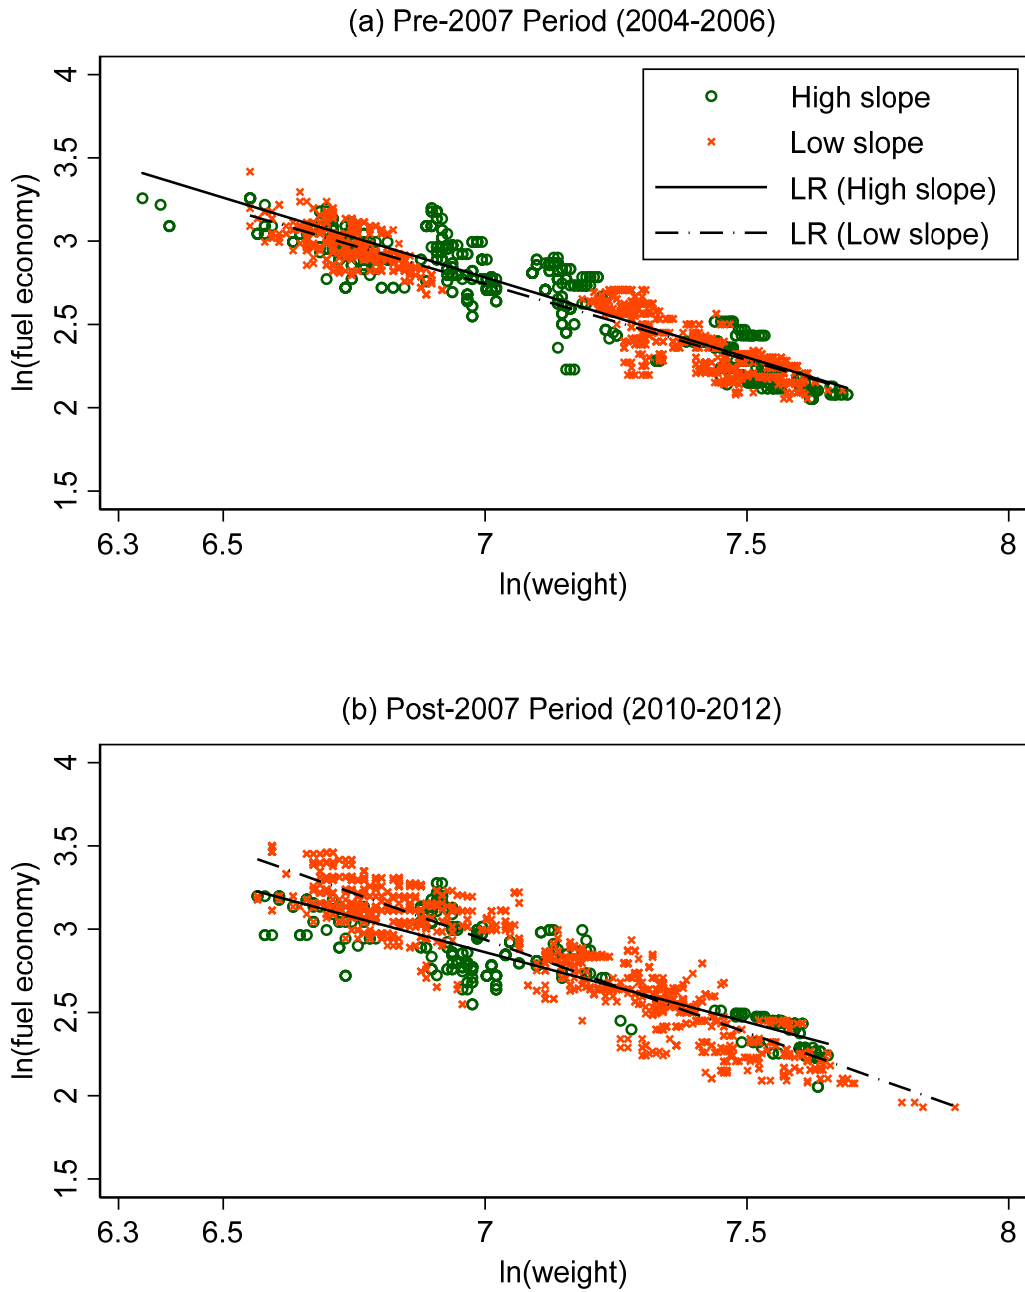 (a) Pre-2007 Period (2004-2006)
High slope
Low slope
LR (High slope)
LR (Low slope)
ln(fuel economy)
4
3.5
3
2.5
2
1.5
6.3 6.5 7 7.5 8
ln(weight)
(b) Post-2007 Period (2010-2012)
ln(fuel economy)
4
3.5
3
2.5
2
1.5
6.3 6.5 7 7.5 8
ln(weight)